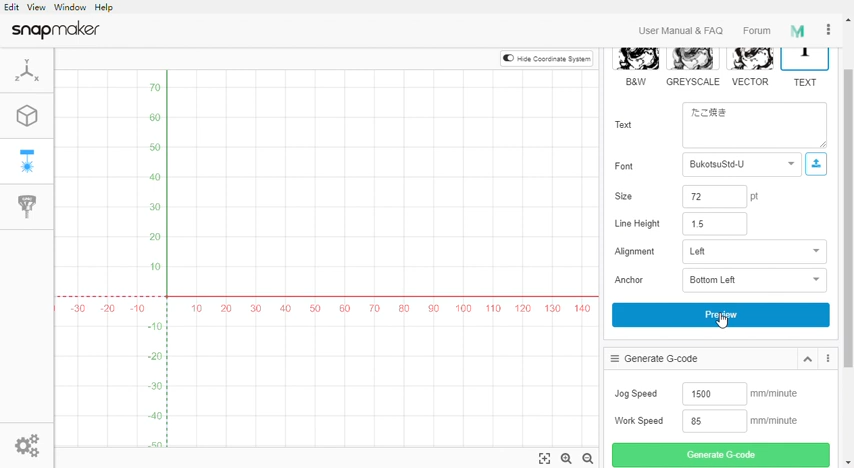 Edit View Window Help
snapmaker
User Manual & FAQ Forum
Hide Coordinate System
B&W GREYSCALE VECTOR TEXT
Text たこ焼き
Font BukotsuStd-U
Size 72 pt
Line Height 1.5
Alignment Left
Anchor Bottom Left
Preview
Generate G-code
Jog Speed 1500 mm/minute
Work Speed 85 mm/minute
Generate G-code
70
60
50
40
30
20
10
-30 -20 -10 10 20 30 40 50 60 70 80 90 100 110 120 130 140
-10
-20
-30
-40
-50
Y
Z X